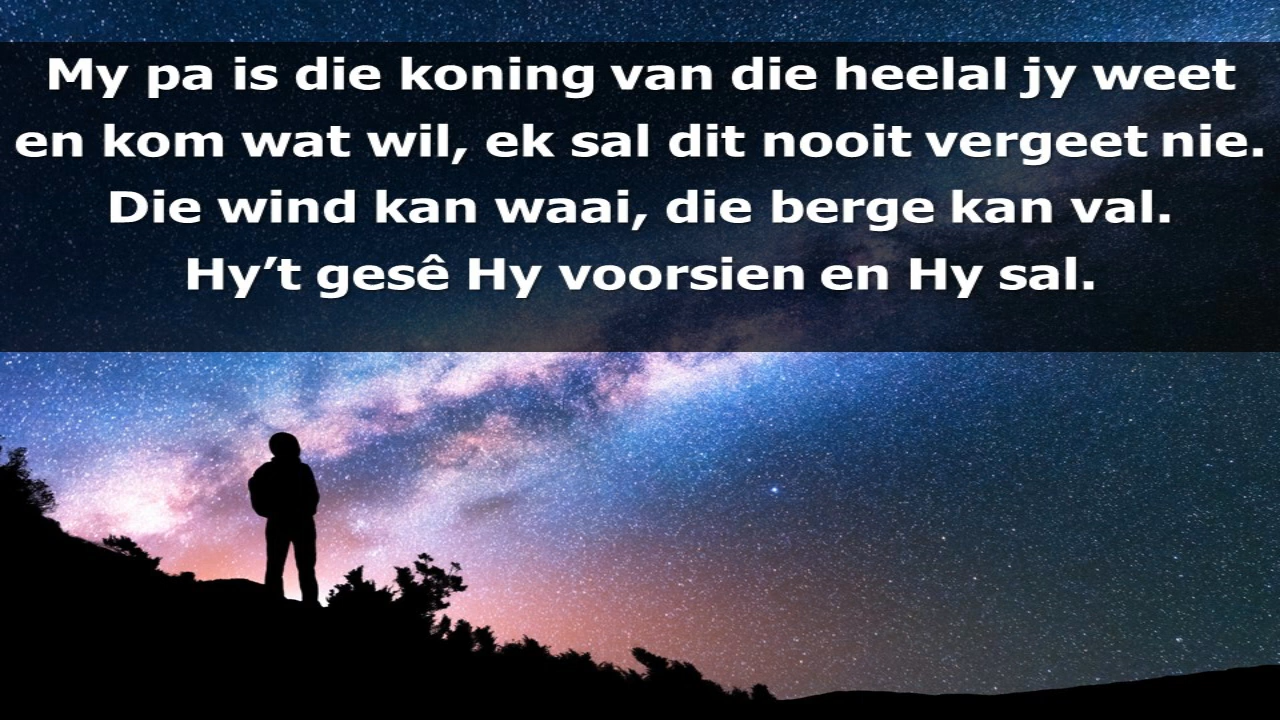 My pa is die koning van die heelal jy weet
en kom wat wil, ek sal dit nooit vergeet nie.
Die wind kan waai, die berge kan val.
Hy’t gesê Hy voorsien en Hy sal.